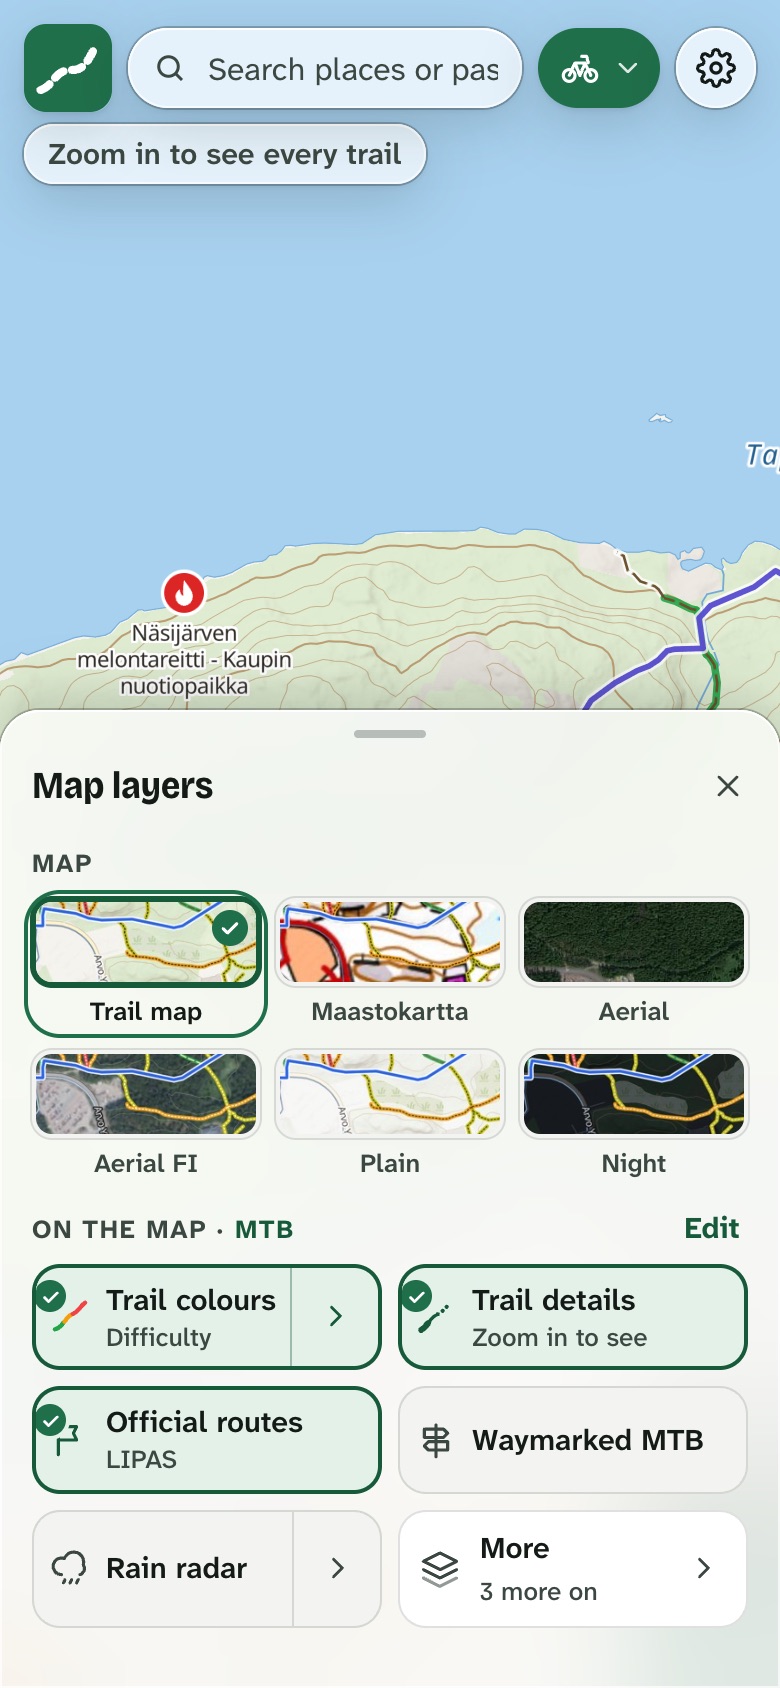 Search places or pas
Zoom in to see every trail
Näsijärven
melontareitti - Kaupin
nuotiopaikka
Map layers
MAP
Trail map
Maastokartta
Aerial
Aerial FI
Plain
Night
ON THE MAP · MTB
Edit
Trail colours
Difficulty
Trail details
Zoom in to see
Official routes
LIPAS
Waymarked MTB
Rain radar
More
3 more on